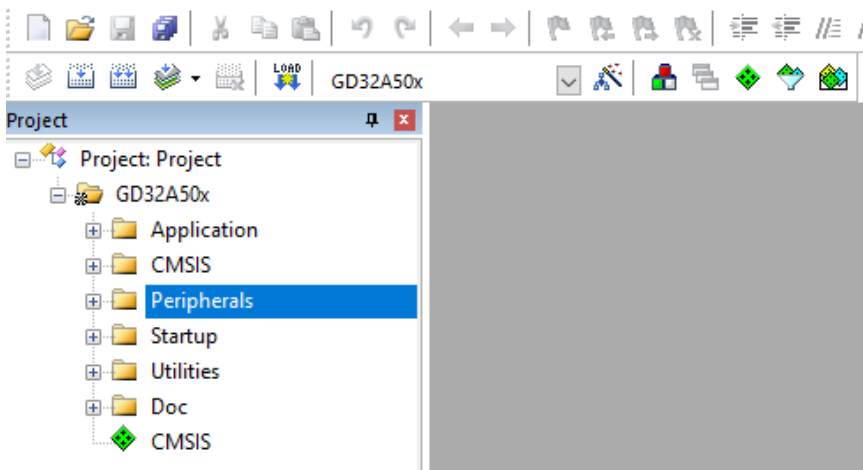 LOAD
GD32A50x
Project
Project: Project
GD32A50x
Application
CMSIS
Peripherals
Startup
Utilities
Doc
CMSIS